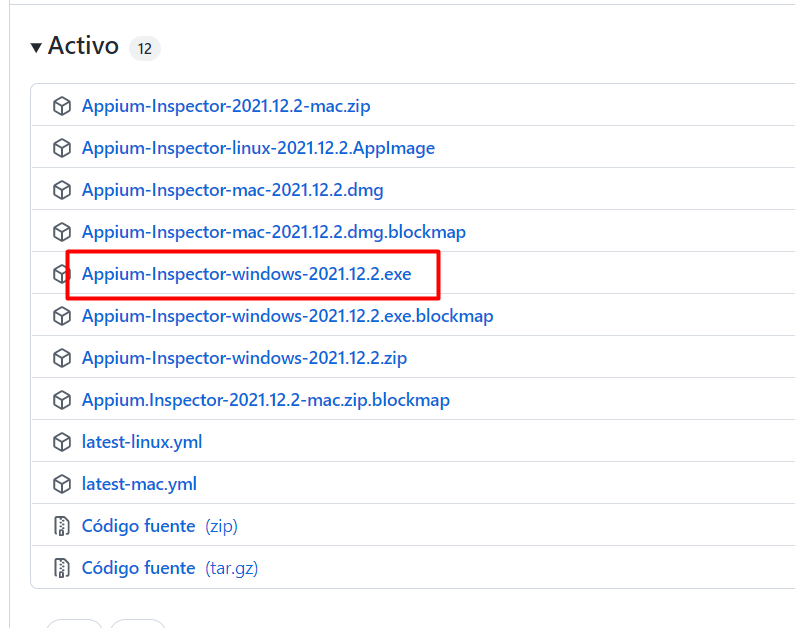 Activo 12
Appium-Inspector-2021.12.2-mac.zip
Appium-Inspector-linux-2021.12.2.AppImage
Appium-Inspector-mac-2021.12.2.dmg
Appium-Inspector-mac-2021.12.2.dmg.blockmap
Appium-Inspector-windows-2021.12.2.exe
Appium-Inspector-windows-2021.12.2.exe.blockmap
Appium-Inspector-windows-2021.12.2.zip
Appium.Inspector-2021.12.2-mac.zip.blockmap
latest-linux.yml
latest-mac.yml
Código fuente (zip)
Código fuente (tar.gz)